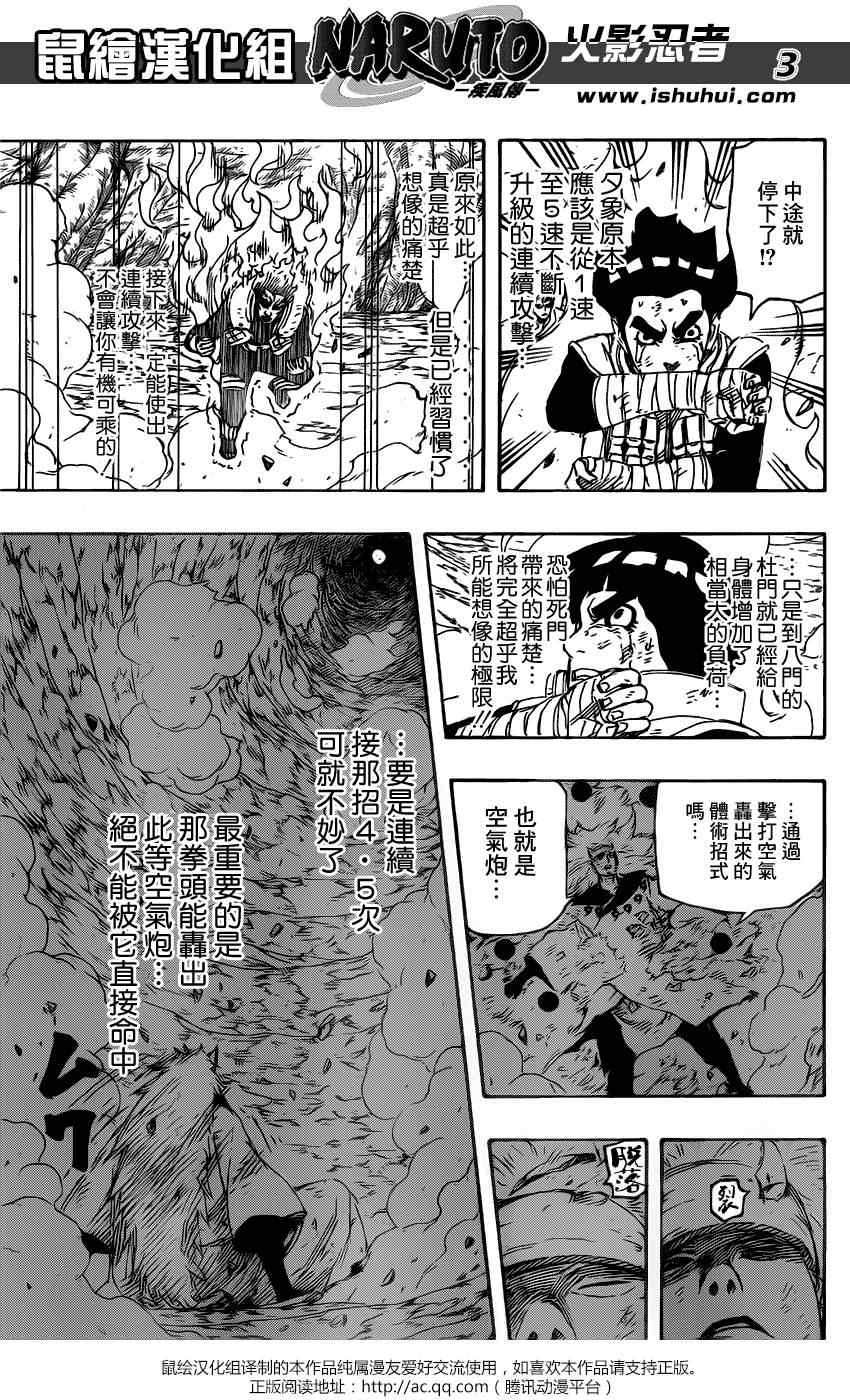 鼠繪漢化組
NARUTO
疾風傳
火影忍者
3
www.ishuhui.com
中途就
停下了!?
夕象原本
應該是從1速
至5速不斷
升級的連續攻擊…
原來如此…
真是超乎
想像的痛楚
但是已經習慣了
接下來一定能使出
連續攻擊…
不會讓你有機可乘的
…只是到八門的
杜門就已經給
身體增加了
相當大的負荷…
恐怕死門
帶來的痛楚…
將完全超乎我
所能想像的極限!!
…通過
擊打空氣
轟出來的
體術招式
嗎…
也就是
空氣炮…
裂
脫落
…要是連續
接那招4·5次
可就不妙了
最重要的是
那拳頭能轟出
此等空氣炮…
絕不能被它直接命中
ムク
鼠绘汉化组译制的本作品纯属漫友爱好交流使用，如喜欢本作品请支持正版。
正版阅读地址：http://ac.qq.com（腾讯动漫平台）